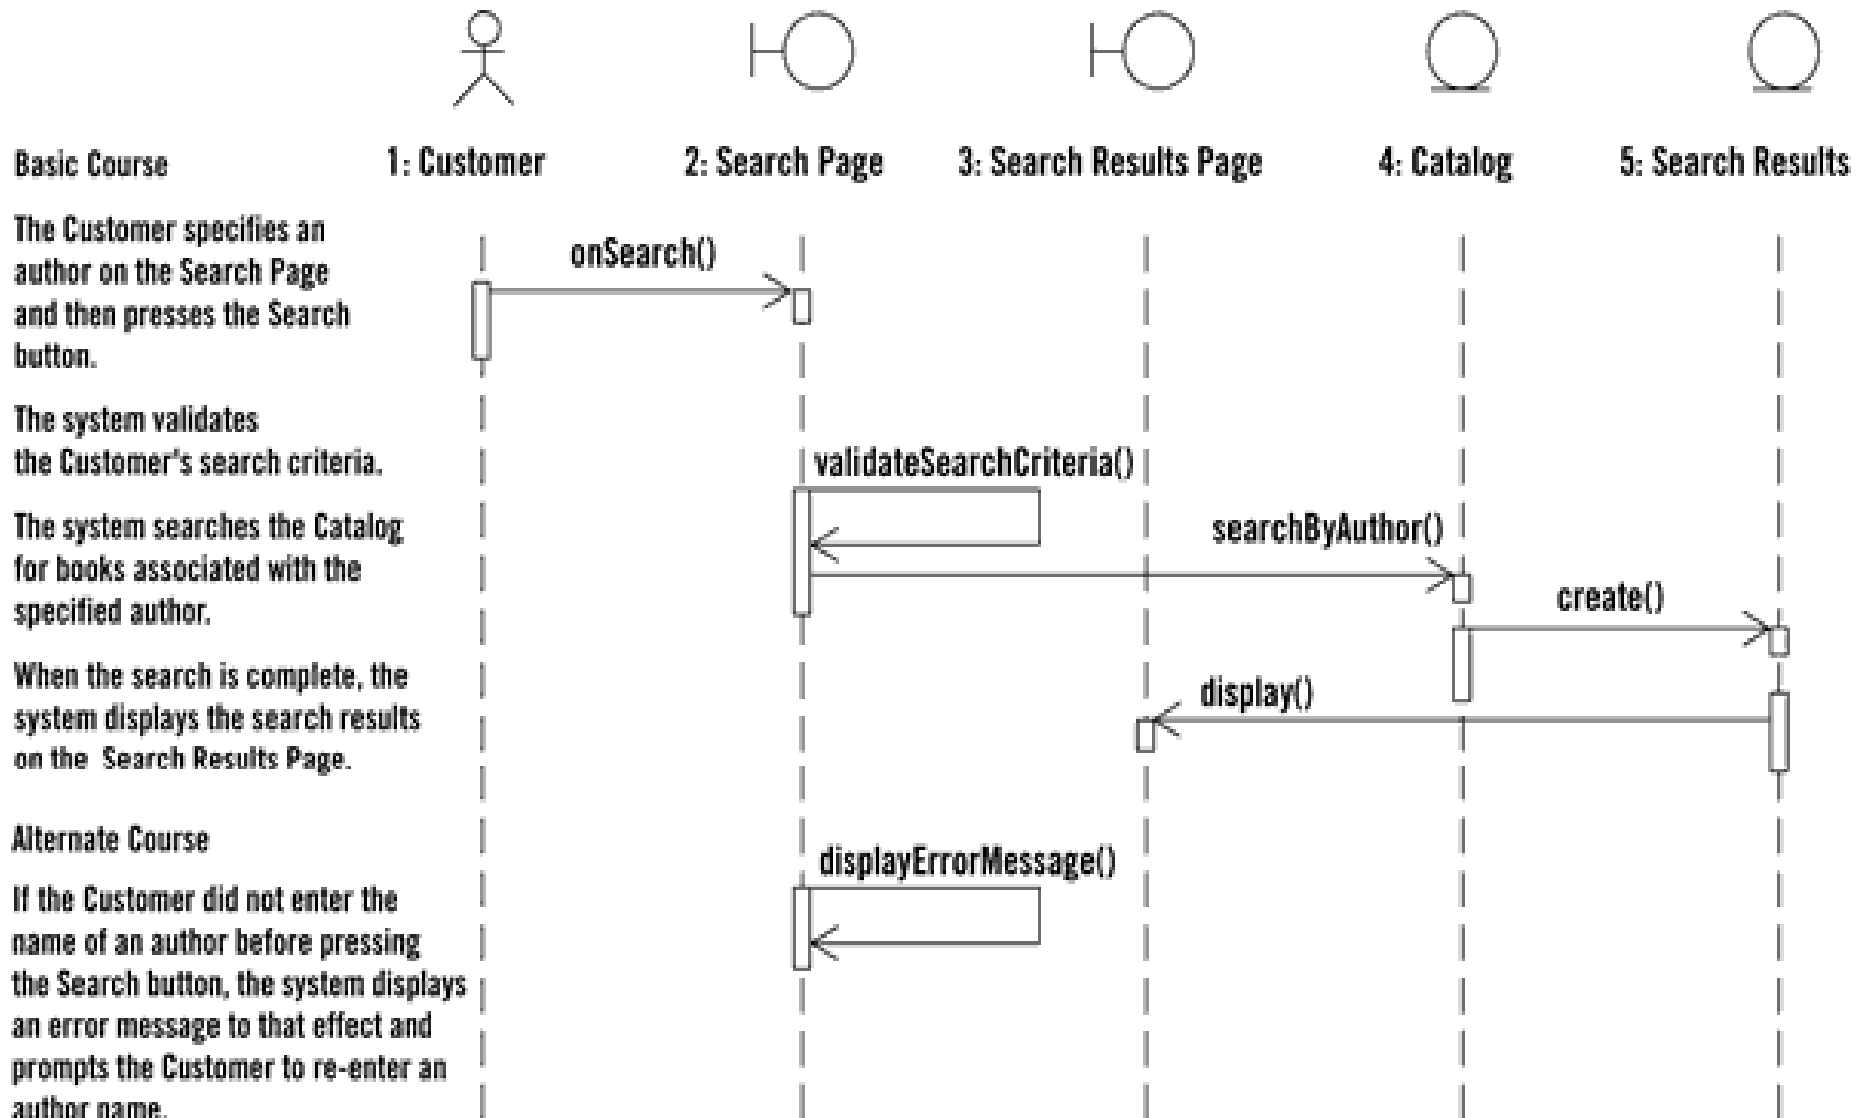 Basic Course
1: Customer
2: Search Page
3: Search Results Page
4: Catalog
5: Search Results
The Customer specifies an
author on the Search Page
and then presses the Search
button.
onSearch()
The system validates
the Customer's search criteria.
validateSearchCriteria()
The system searches the Catalog
for books associated with the
specified author.
searchByAuthor()
create()
When the search is complete, the
system displays the search results
on the Search Results Page.
display()
Alternate Course
displayErrorMessage()
If the Customer did not enter the
name of an author before pressing
the Search button, the system displays
an error message to that effect and
prompts the Customer to re-enter an
author name.